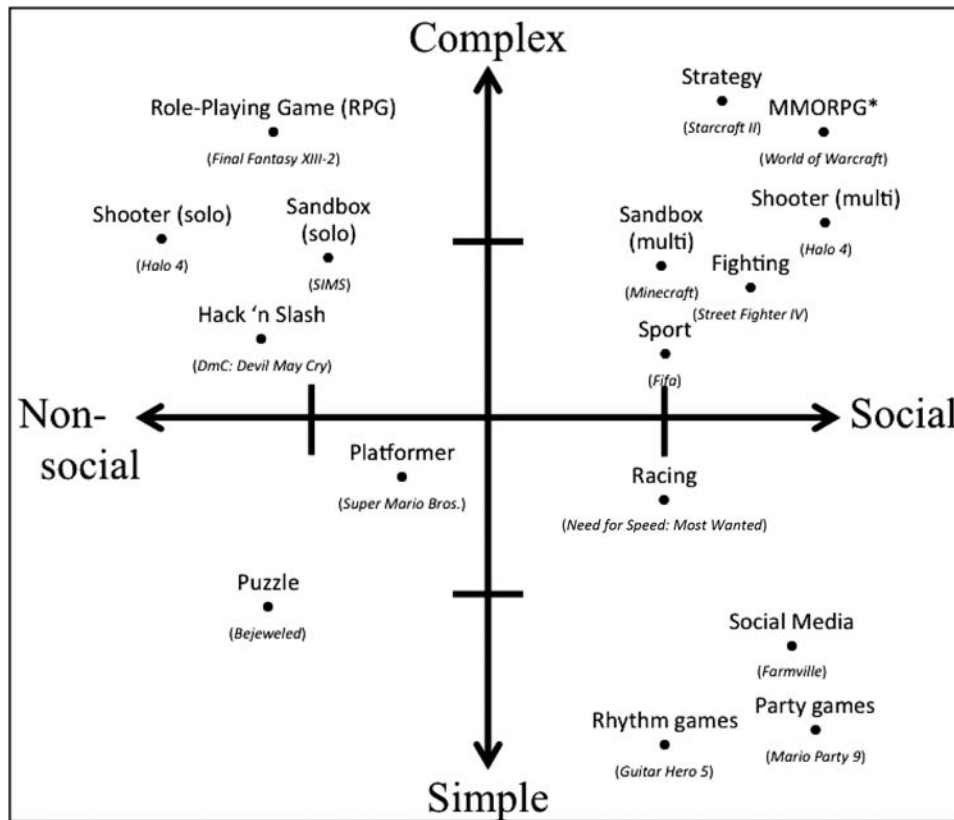 Complex
Strategy
(Starcraft II)
Role-Playing Game (RPG)
(Final Fantasy XIII-2)
MMORPG*
(World of Warcraft)
Shooter (solo)
(Halo 4)
Sandbox
(solo)
(SIMS)
Sandbox
(multi)
(Minecraft)
Shooter (multi)
(Halo 4)
Fighting
(Street Fighter IV)
Hack ‘n Slash
(DmC: Devil May Cry)
Sport
(Fifa)
Non-
social
Social
Platformer
(Super Mario Bros.)
Racing
(Need for Speed: Most Wanted)
Puzzle
(Bejeweled)
Social Media
(Farmville)
Rhythm games
(Guitar Hero 5)
Party games
(Mario Party 9)
Simple